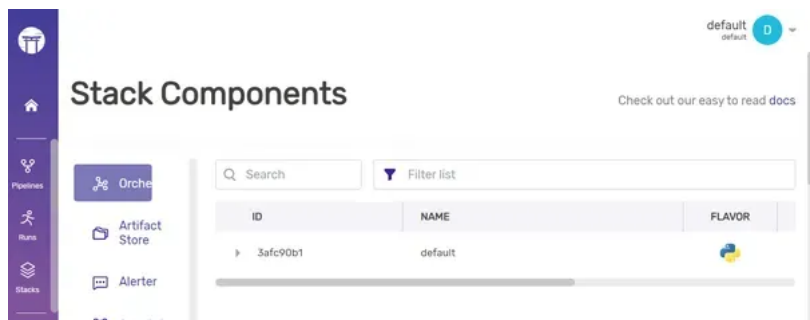 default
default
D
Stack Components
Check out our easy to read docs
Pipelines
Runs
Stacks
Orche
Artifact
Store
Alerter
Search
Filter list
ID NAME FLAVOR
3afc90b1 default